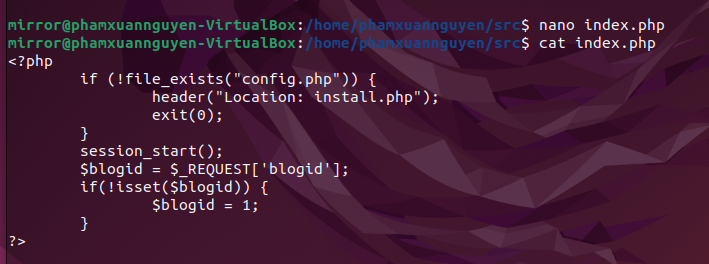 mirror@phamxuannguyen-VirtualBox:/home/phamxuannguyen/src$ nano index.php
mirror@phamxuannguyen-VirtualBox:/home/phamxuannguyen/src$ cat index.php
<?php
        if (!file_exists("config.php")) {
                header("Location: install.php");
                exit(0);
        }
        session_start();
        $blogid = $_REQUEST['blogid'];
        if(!isset($blogid)) {
                $blogid = 1;
        }
?>